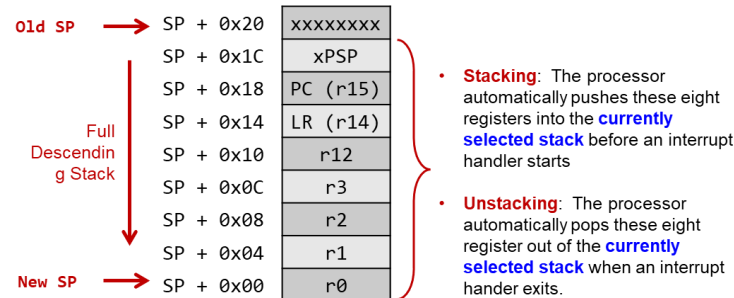 Old SP SP + 0x20 xxxxxxxx
SP + 0x1C xPSP
SP + 0x18 PC (r15)
SP + 0x14 LR (r14)
SP + 0x10 r12
SP + 0x0C r3
SP + 0x08 r2
SP + 0x04 r1
New SP SP + 0x00 r0
Full
Descendin
g Stack
• Stacking: The processor
automatically pushes these eight
registers into the currently
selected stack before an interrupt
handler starts
• Unstacking: The processor
automatically pops these eight
register out of the currently
selected stack when an interrupt
hander exits.